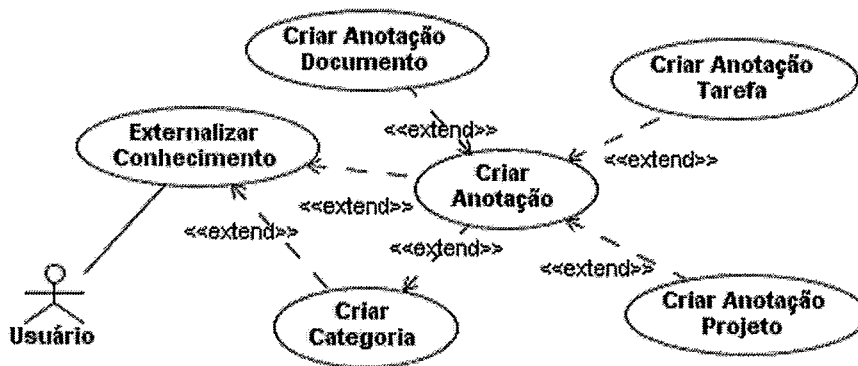 Criar Anotação
Documento
Criar Anotação
Tarefa
Externalizar
Conhecimento
<<extend>>
<<extend>>
Criar
Anotação
<<extend>>
<<extend>>
<<extend>>
<<extend>>
Criar
Categoria
Criar Anotação
Projeto
Usuário